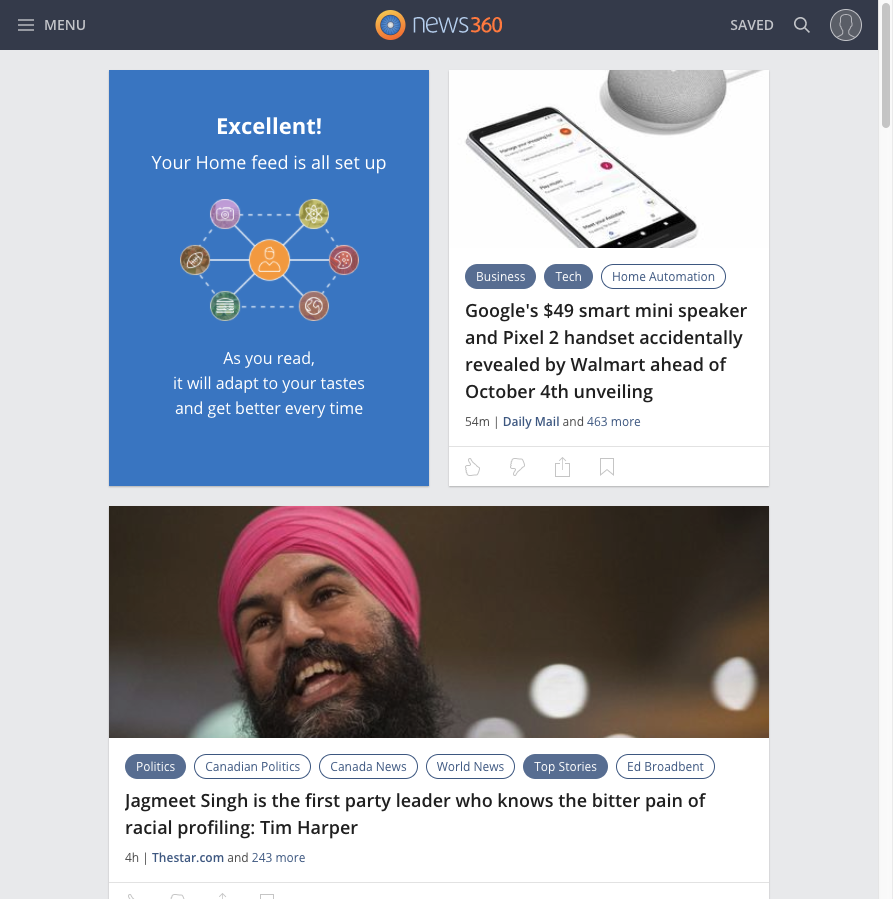 MENU
news360
SAVED
Excellent!
Your Home feed is all set up
As you read,
it will adapt to your tastes
and get better every time
Business
Tech
Home Automation
Google's $49 smart mini speaker
and Pixel 2 handset accidentally
revealed by Walmart ahead of
October 4th unveiling
54m | Daily Mail and 463 more
Politics
Canadian Politics
Canada News
World News
Top Stories
Ed Broadbent
Jagmeet Singh is the first party leader who knows the bitter pain of
racial profiling: Tim Harper
4h | Thestar.com and 243 more